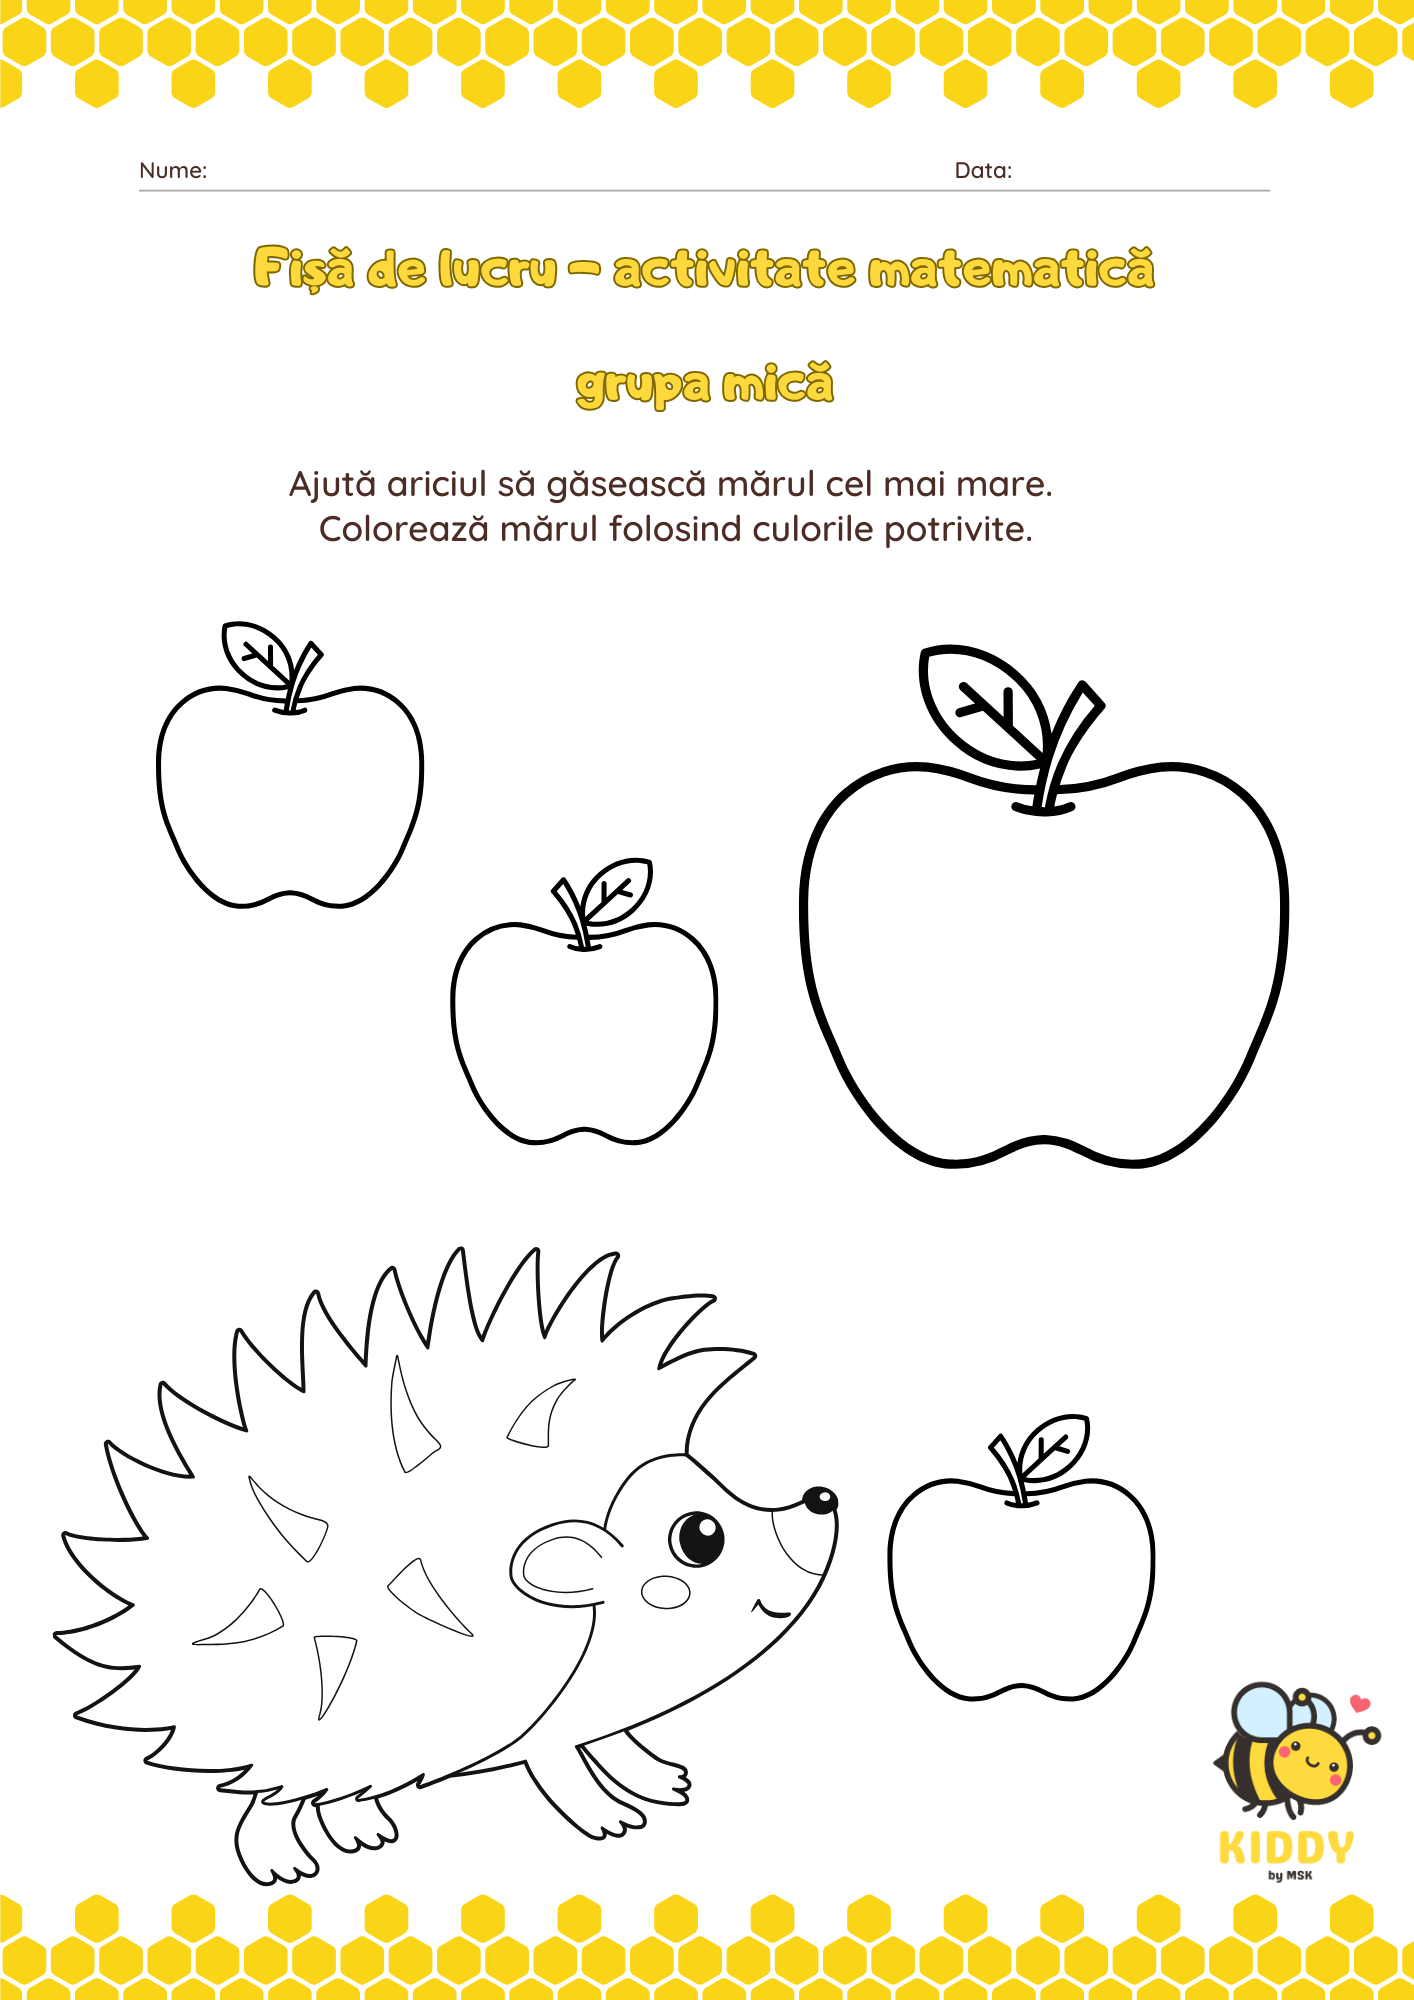 Nume: Data:
Fișă de lucru - activitate matematică
grupa mică
Ajută ariciul să găsească mărul cel mai mare.
Colorează mărul folosind culorile potrivite.
KIDDY
by MSK